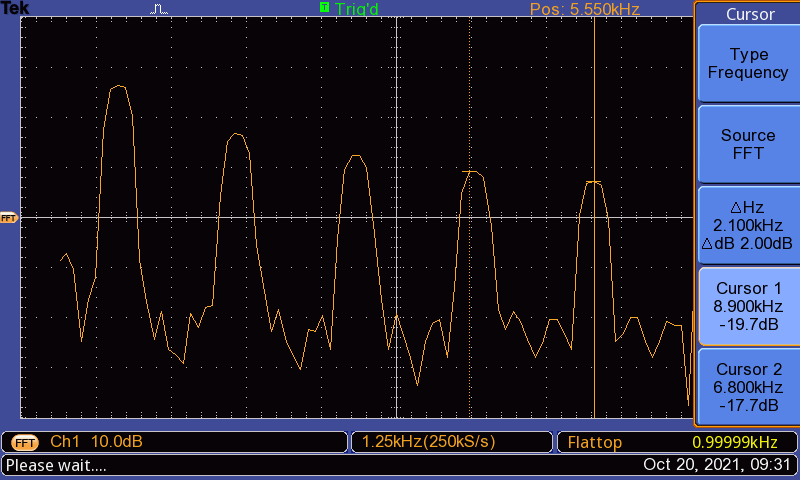 Tek Trig'd Pos: 5.550kHz
T
Cursor
Type
Frequency
Source
FFT
△Hz
2.100kHz
△dB 2.00dB
Cursor 1
8.900kHz
-19.7dB
Cursor 2
6.800kHz
-17.7dB
FFT
FFT Ch1 10.0dB 1.25kHz(250kS/s) Flattop 0.99999kHz
Please wait.... Oct 20, 2021, 09:31